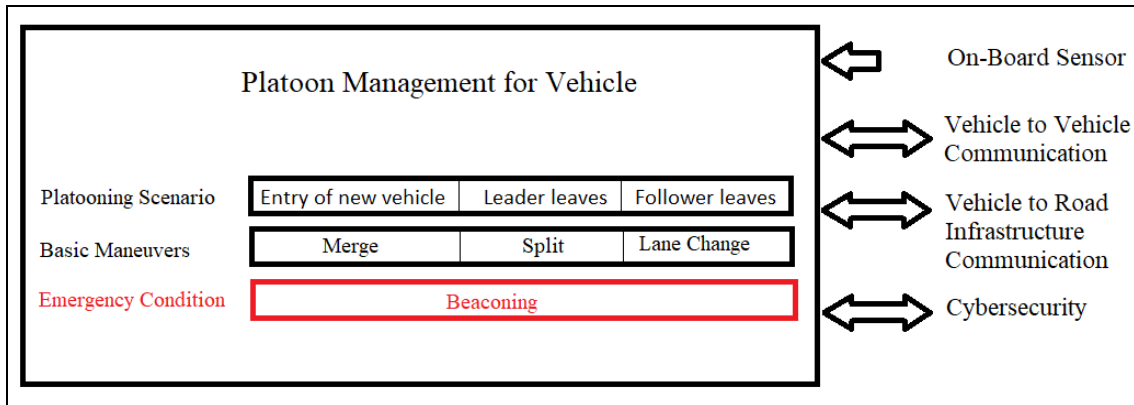 Platoon Management for Vehicle
Platooning Scenario
Entry of new vehicle
Leader leaves
Follower leaves
Basic Maneuvers
Merge
Split
Lane Change
Emergency Condition
Beaconing
On-Board Sensor
Vehicle to Vehicle
Communication
Vehicle to Road
Infrastructure
Communication
Cybersecurity